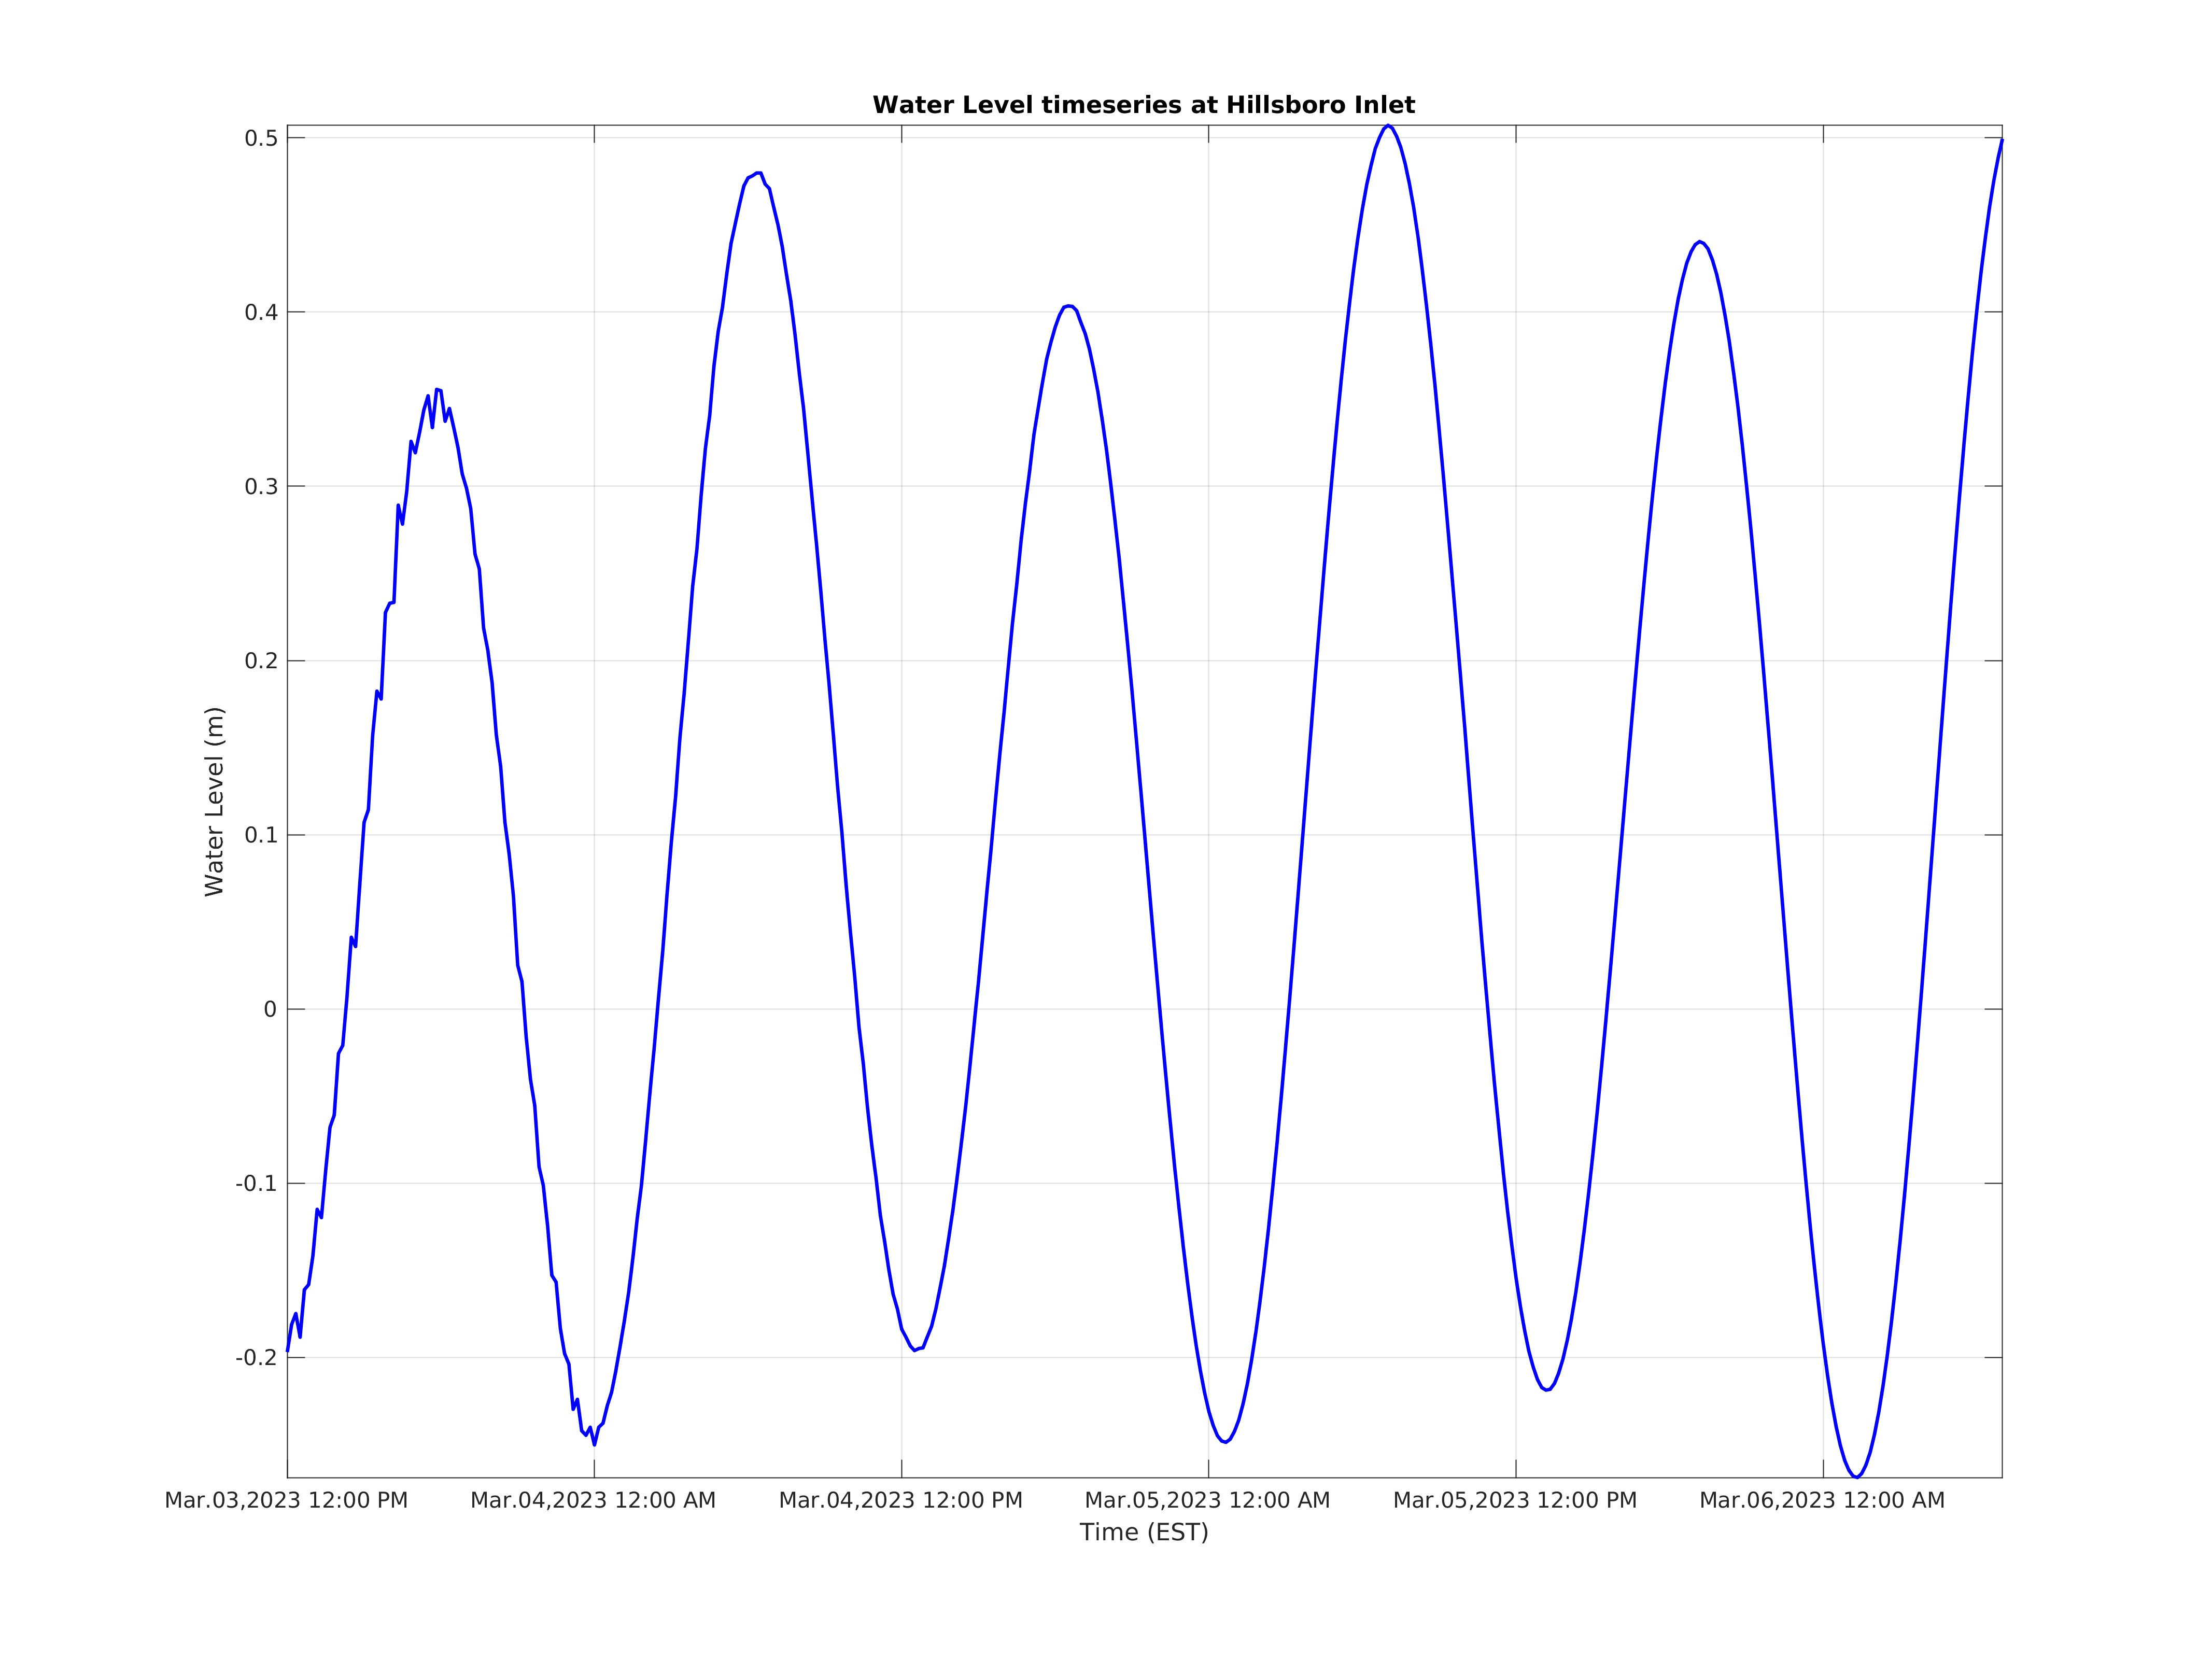 Water Level timeseries at Hillsboro Inlet
0.5
0.4
0.3
0.2
0.1
0
-0.1
-0.2
Water Level (m)
Mar.03,2023 12:00 PM Mar.04,2023 12:00 AM Mar.04,2023 12:00 PM Mar.05,2023 12:00 AM Mar.05,2023 12:00 PM Mar.06,2023 12:00 AM
Time (EST)